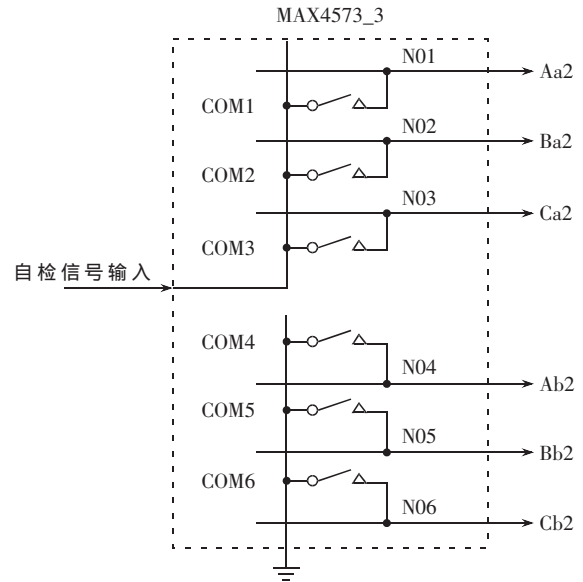 MAX4573_3
N01
Aa2
COM1
N02
Ba2
COM2
N03
Ca2
COM3
自检信号输入
COM4
N04
Ab2
COM5
N05
Bb2
COM6
N06
Cb2